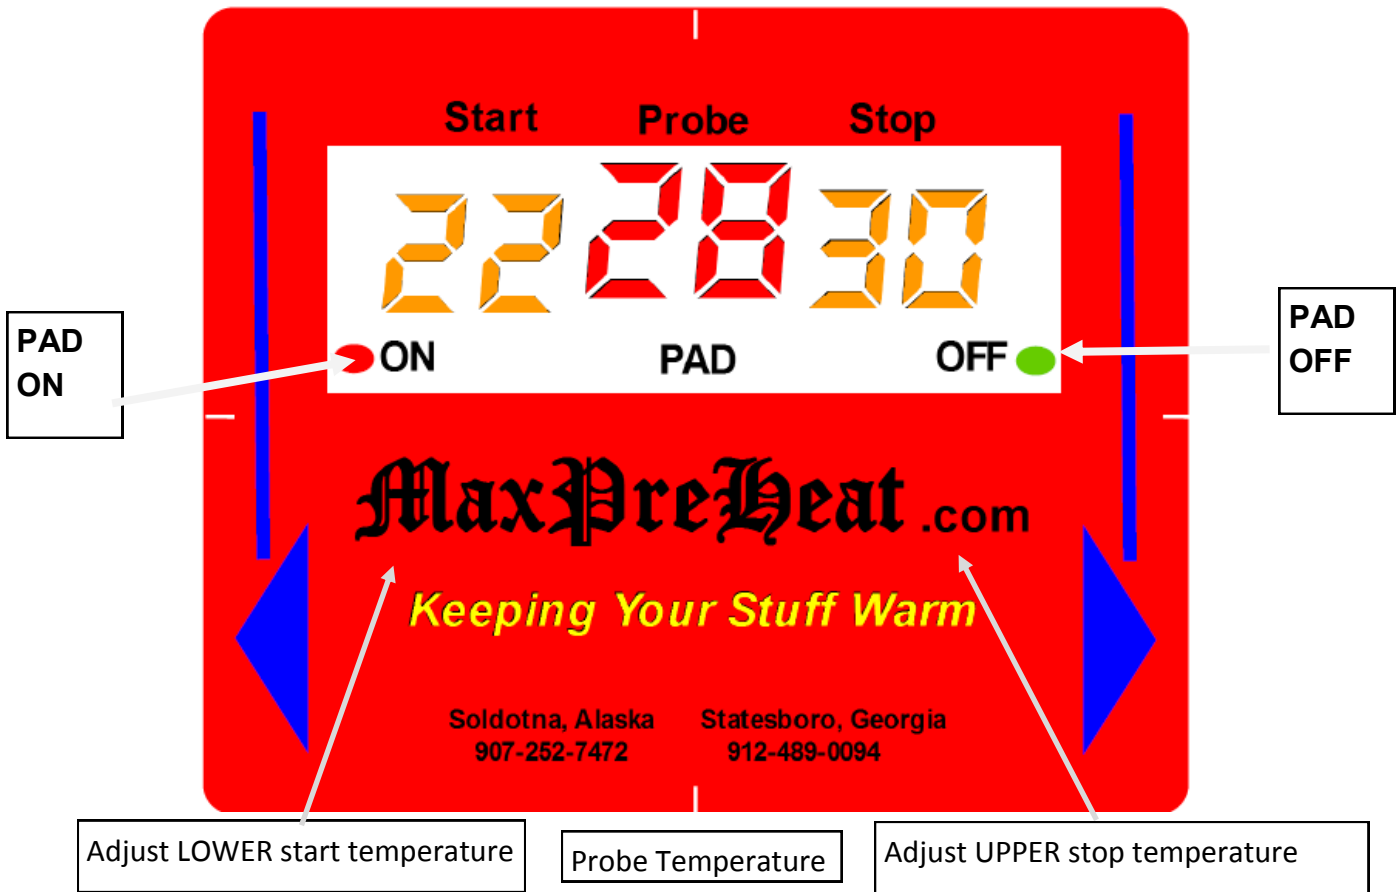 Start Probe Stop
22 28 30
ON PAD OFF
PAD
ON
PAD
OFF
MaxPreHeat.com
Keeping Your Stuff Warm
Soldotna, Alaska Statesboro, Georgia
907-252-7472 912-489-0094
Adjust LOWER start temperature
Probe Temperature
Adjust UPPER stop temperature